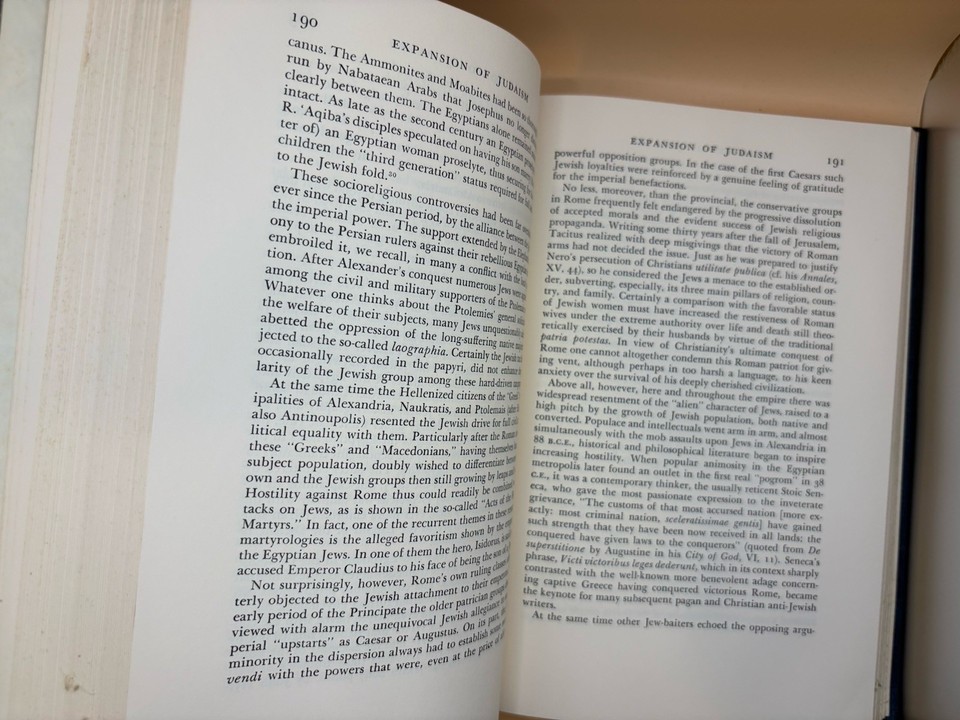 190
EXPANSION OF JUDAISM
canus. The Ammonites and Moabites had been so
run by Nabataean Arabs that Josephus no longer
clearly between them. The Egyptians alone remained
intact. As late as the second century an Egyptian
R. 'Aqiba's disciples speculated on having his son marry
ter of) an Egyptian woman proselyte, thus securing for
children the "third generation" status required for
to the Jewish fold.²⁰
These socioreligious controversies had been
ever since the Persian period, by the alliance between
the imperial power. The support extended by the
ony to the Persian rulers against their rebellious Egyptian
embroiled it, we recall, in many a conflict with the
tion. After Alexander's conquest numerous Jews were
among the civil and military supporters of the Ptolemaic
Whatever one thinks about the Ptolemies' general
the welfare of their subjects, many Jews unquestionably
abetted the oppression of the long-suffering native
jected to the so-called laographia. Certainly the Jewish
occasionally recorded in the papyri, did not enhance
larity of the Jewish group among these hard-driven
At the same time the Hellenized citizens of the "Greek"
ipalities of Alexandria, Naukratis, and Ptolemais (after
also Antinoupolis) resented the Jewish drive for full
litical equality with them. Particularly after the Roman
these "Greeks" and "Macedonians," having themselves
subject population, doubly wished to differentiate between
own and the Jewish groups then still growing by leaps and
Hostility against Rome thus could readily be combined
tacks on Jews, as is shown in the so-called "Acts of the
Martyrs." In fact, one of the recurrent themes in these
martyrologies is the alleged favoritism shown by the
the Egyptian Jews. In one of them the hero, Isidorus,
accused Emperor Claudius to his face of being the son of
Not surprisingly, however, Rome's own ruling classes
terly objected to the Jewish attachment to their
early period of the Principate the older patrician groups
viewed with alarm the unequivocal Jewish allegiance to
perial "upstarts" as Caesar or Augustus. On its part, the
minority in the dispersion always had to establish some
vendi with the powers that were, even at the price of
EXPANSION OF JUDAISM
191
powerful opposition groups. In the case of the first Caesars such
Jewish loyalties were reinforced by a genuine feeling of gratitude
for the imperial benefactions.
No less, moreover, than the provincial, the conservative groups
in Rome frequently felt endangered by the progressive dissolution
of accepted morals and the evident success of Jewish religious
propaganda. Writing some thirty years after the fall of Jerusalem,
Tacitus realized with deep misgivings that the victory of Roman
arms had not decided the issue. Just as he was prepared to justify
Nero's persecution of Christians utilitate publica (cf. his Annales,
XV, 44), so he considered the Jews a menace to the established or-
der, subverting, especially, its three main pillars of religion, coun-
try, and family. Certainly a comparison with the favorable status
of Jewish women must have increased the restiveness of Roman
wives under the extreme authority over life and death still theo-
retically exercised by their husbands by virtue of the traditional
patria potestas. In view of Christianity's ultimate conquest of
Rome one cannot altogether condemn this Roman patriot for giv-
ing vent, although perhaps in too harsh a language, to his keen
anxiety over the survival of his deeply cherished civilization.
Above all, however, here and throughout the empire there was
widespread resentment of the "alien" character of Jews, raised to a
high pitch by the growth of Jewish population, both native and
converted. Populace and intellectuals went arm in arm, and almost
simultaneously with the mob assaults upon Jews in Alexandria in
88 B.C.E., historical and philosophical literature began to inspire
increasing hostility. When popular animosity in the Egyptian
metropolis later found an outlet in the first real "pogrom" in 38
C.E., it was a contemporary thinker, the usually reticent Stoic Sen-
eca, who gave the most passionate expression to the inveterate
grievance, "The customs of that most accursed nation [more ex-
actly: most criminal nation, sceleratissimae gentis] have gained
such strength that they have been now received in all lands; the
conquered have given laws to the conquerors" (quoted from De
superstitione by Augustine in his City of God, VI, 11). Seneca's
phrase, Victi victoribus leges dederunt, which in its context sharply
contrasted with the well-known more benevolent adage concern-
ing captive Greece having conquered victorious Rome, became
the keynote for many subsequent pagan and Christian anti-Jewish
writers.
At the same time other Jew-baiters echoed the opposing argu-